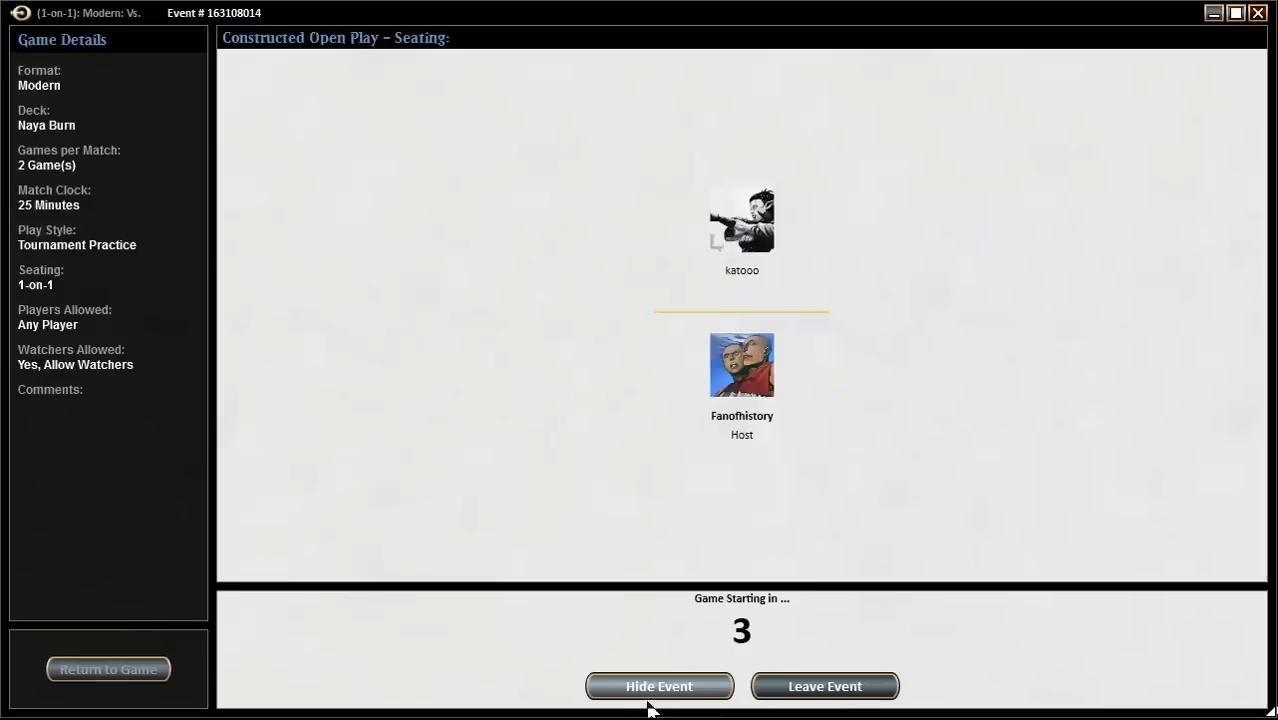 (1-on-1): Modern: Vs. Event # 163108014
Game Details
Format:
Modern
Deck:
Naya Burn
Games per Match:
2 Game(s)
Match Clock:
25 Minutes
Play Style:
Tournament Practice
Seating:
1-on-1
Players Allowed:
Any Player
Watchers Allowed:
Yes, Allow Watchers
Comments:
Return to Game
Constructed Open Play - Seating:
katooo
Fanofhistory
Host
Game Starting in ...
3
Hide Event
Leave Event